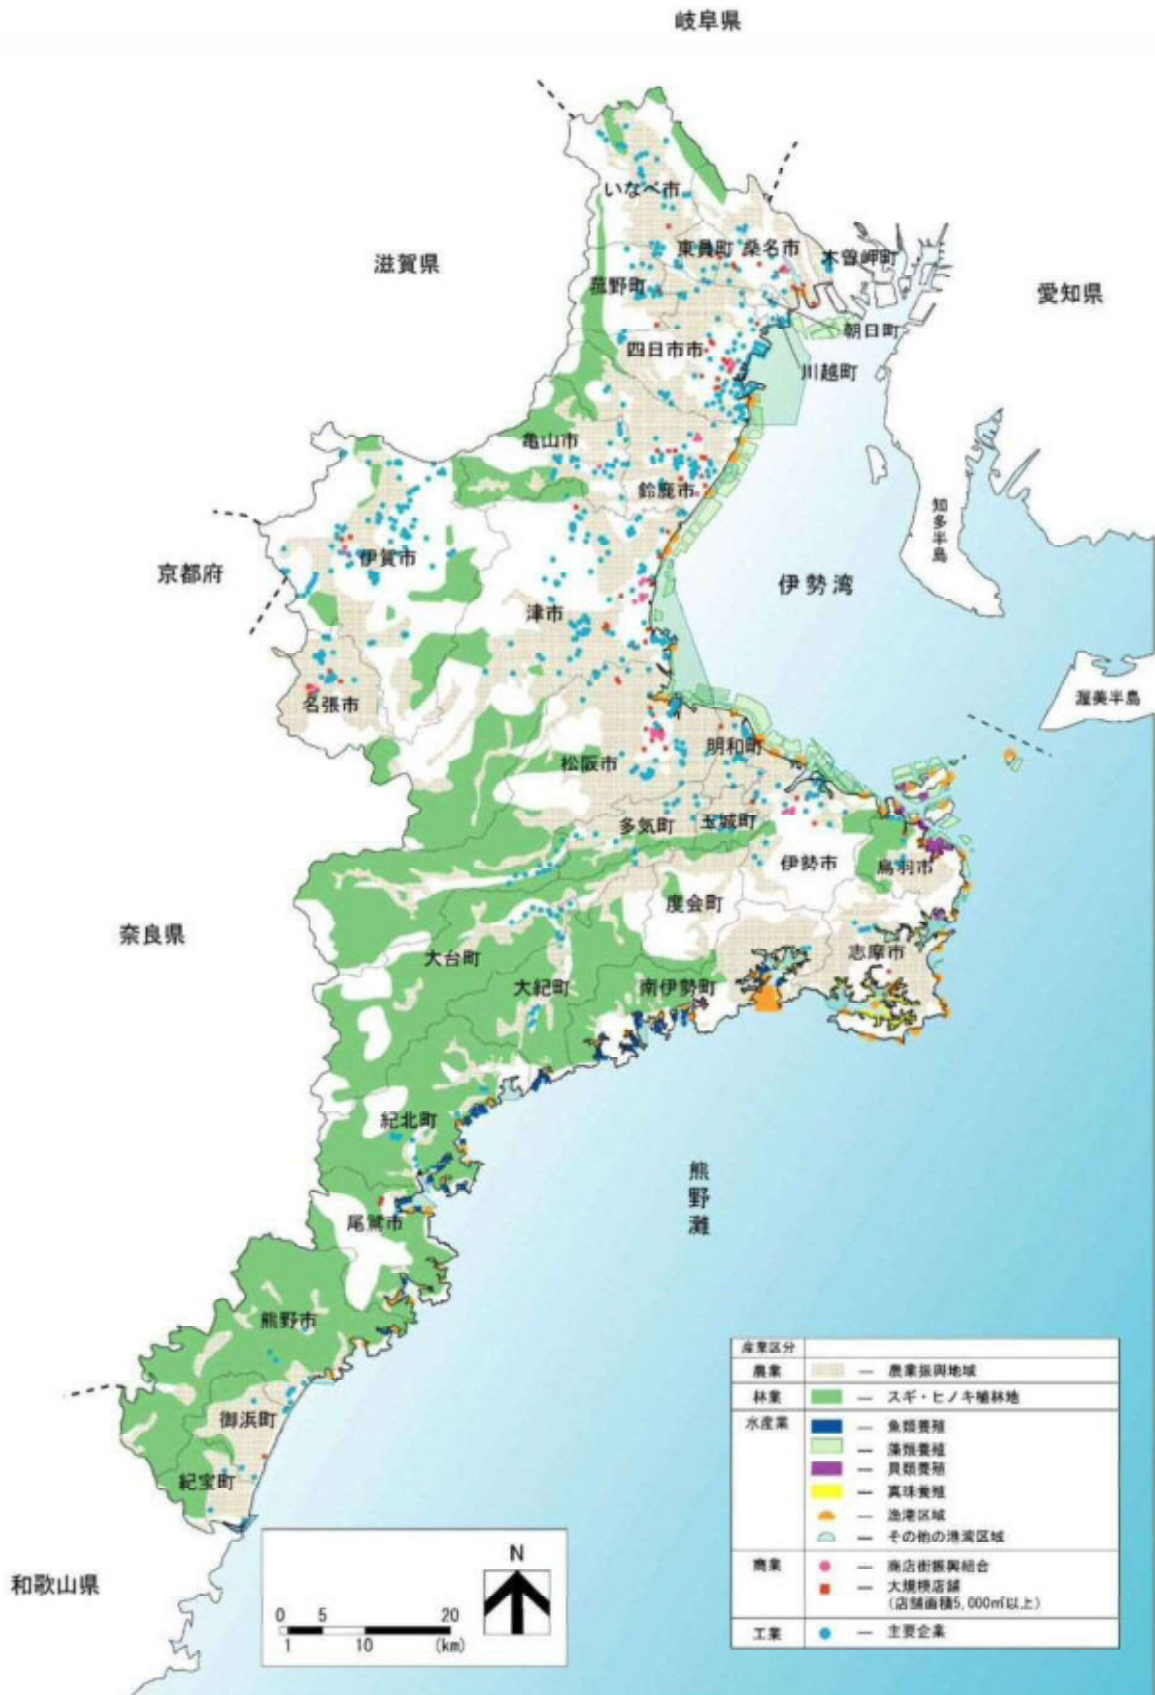 岐阜県
いなべ市
東員町
桑名市
木曽岬町
滋賀県
菰野町
愛知県
朝日町
四日市市
川越町
亀山市
鈴鹿市
知多半島
伊賀市
京都府
伊勢湾
津市
名張市
渥美半島
明和町
松阪市
多気町
玉城町
伊勢市
鳥羽市
度会町
奈良県
志摩市
大台町
大紀町
南伊勢町
紀北町
熊野灘
尾鷲市
熊野市
御浜町
紀宝町
和歌山県
産業区分
農業 — 農業振興地域
林業 — スギ・ヒノキ植林地
水産業 — 魚類養殖
— 藻類養殖
— 貝類養殖
— 真珠養殖
— 漁港区域
— その他の港湾区域
商業 — 商店街振興組合
— 大規模店舗
(店舗面積5,000㎡以上)
工業 — 主要企業
N
0 5 20
1 10 (km)